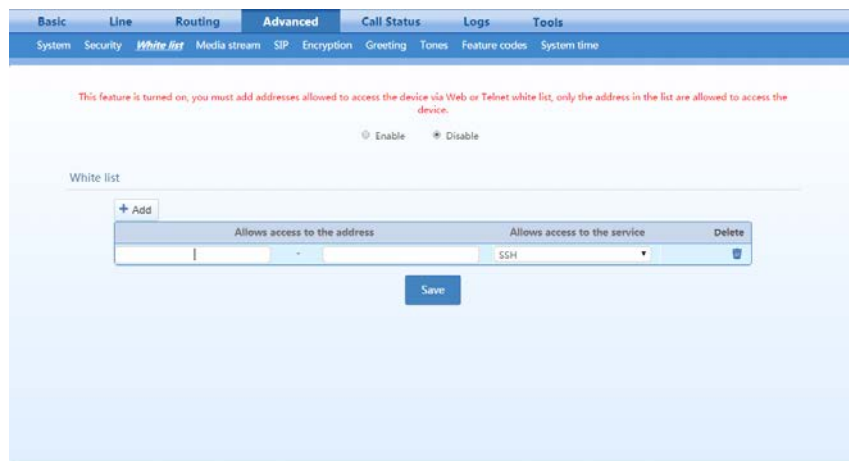 Basic Line Routing Advanced Call Status Logs Tools
System Security White list Media stream SIP Encryption Greeting Tones Feature codes System time
This feature is turned on, you must add addresses allowed to access the device via Web or Telnet white list, only the address in the list are allowed to access the
device.
Enable Disable
White list
+ Add
Allows access to the address Allows access to the service Delete
- SSH
Save